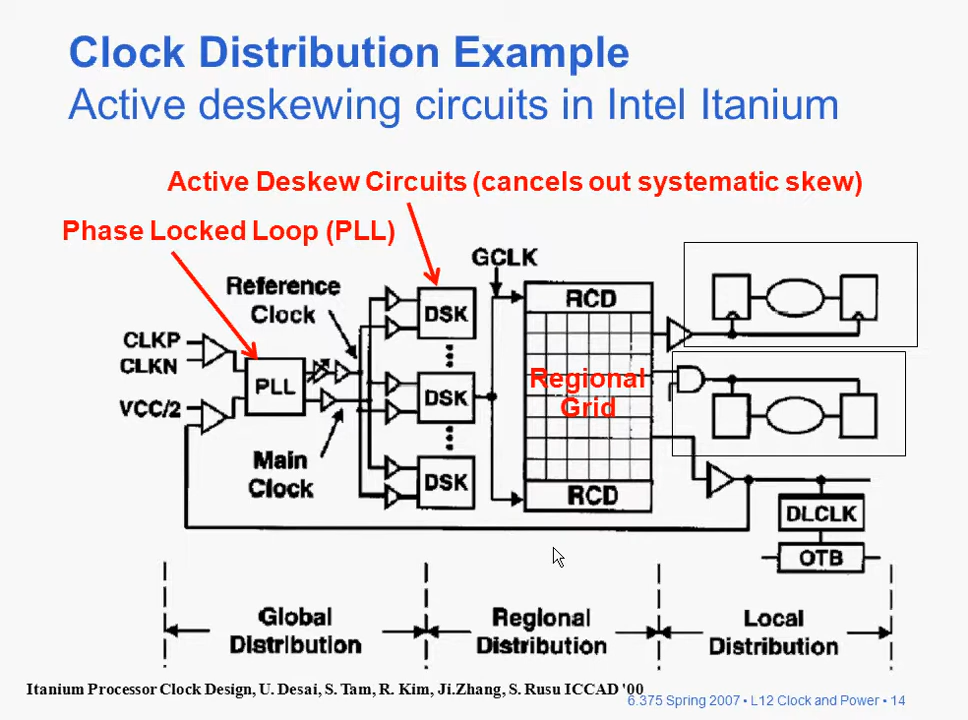 Clock Distribution Example
Active deskewing circuits in Intel Itanium
Active Deskew Circuits (cancels out systematic skew)
Phase Locked Loop (PLL)
GCLK
Reference
Clock
DSK
RCD
CLKP
CLKN
PLL
VCC/2
DSK
Regional
Grid
Main
Clock
DSK
RCD
DLCLK
OTB
Global
Distribution
Regional
Distribution
Local
Distribution
Itanium Processor Clock Design, U. Desai, S. Tam, R. Kim, Ji.Zhang, S. Rusu ICCAD '00
6.375 Spring 2007 • L12 Clock and Power • 14